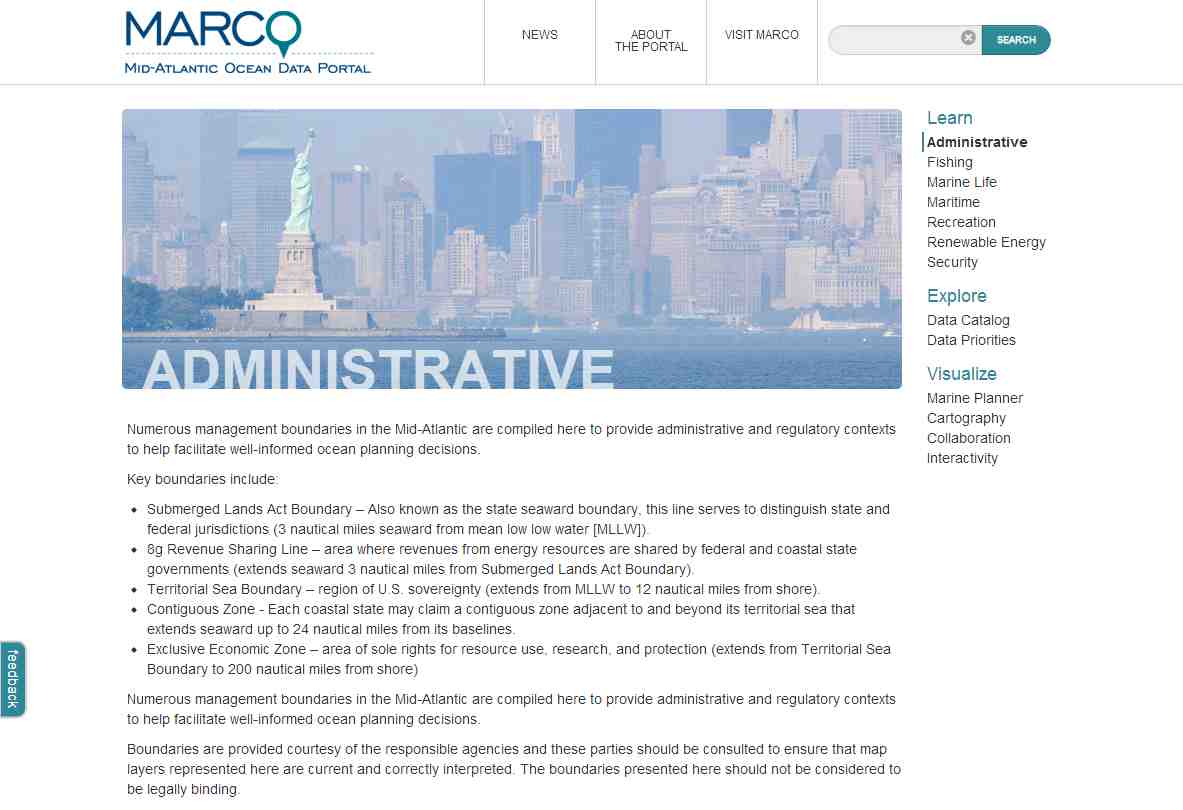 MARCO
MID-ATLANTIC OCEAN DATA PORTAL
NEWS
ABOUT
THE PORTAL
VISIT MARCO
SEARCH
ADMINISTRATIVE
Numerous management boundaries in the Mid-Atlantic are compiled here to provide administrative and regulatory contexts
to help facilitate well-informed ocean planning decisions.
Key boundaries include:
• Submerged Lands Act Boundary – Also known as the state seaward boundary, this line serves to distinguish state and
federal jurisdictions (3 nautical miles seaward from mean low low water [MLLW]).
• 8g Revenue Sharing Line – area where revenues from energy resources are shared by federal and coastal state
governments (extends seaward 3 nautical miles from Submerged Lands Act Boundary).
• Territorial Sea Boundary – region of U.S. sovereignty (extends from MLLW to 12 nautical miles from shore).
• Contiguous Zone - Each coastal state may claim a contiguous zone adjacent to and beyond its territorial sea that
extends seaward up to 24 nautical miles from its baselines.
• Exclusive Economic Zone – area of sole rights for resource use, research, and protection (extends from Territorial Sea
Boundary to 200 nautical miles from shore)
Numerous management boundaries in the Mid-Atlantic are compiled here to provide administrative and regulatory contexts
to help facilitate well-informed ocean planning decisions.
Boundaries are provided courtesy of the responsible agencies and these parties should be consulted to ensure that map
layers represented here are current and correctly interpreted. The boundaries presented here should not be considered to
be legally binding.
Learn
Administrative
Fishing
Marine Life
Maritime
Recreation
Renewable Energy
Security
Explore
Data Catalog
Data Priorities
Visualize
Marine Planner
Cartography
Collaboration
Interactivity
feedback